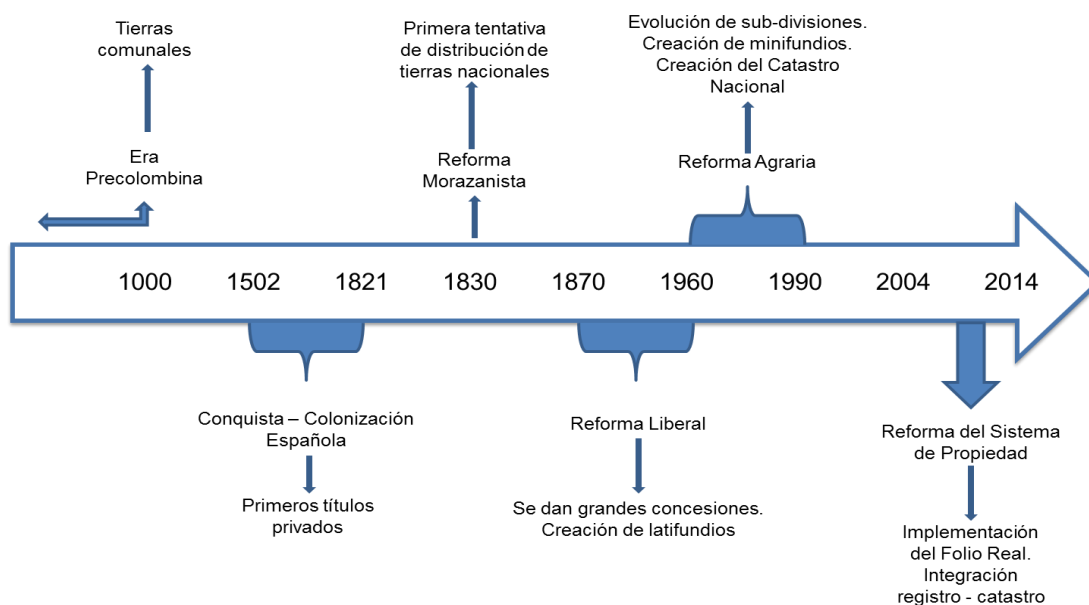 Tierras
comunales
Era
Precolombina
Primera tentativa
de distribución de
tierras nacionales
Reforma
Morazanista
Evolución de sub-divisiones.
Creación de minifundios.
Creación del Catastro
Nacional
Reforma Agraria
1000 1502 1821 1830 1870 1960 1990 2004 2014
Conquista – Colonización
Española
Primeros títulos
privados
Reforma Liberal
Se dan grandes concesiones.
Creación de latifundios
Reforma del Sistema
de Propiedad
Implementación
del Folio Real.
Integración
registro - catastro